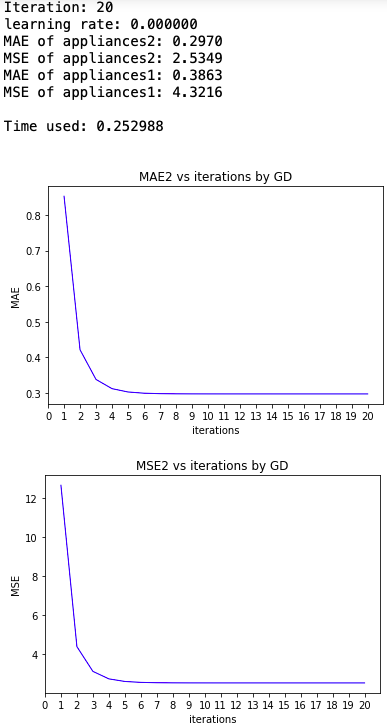 Iteration: 20
learning rate: 0.000000
MAE of appliances2: 0.2970
MSE of appliances2: 2.5349
MAE of appliances1: 0.3863
MSE of appliances1: 4.3216
Time used: 0.252988
MAE2 vs iterations by GD
0.8
0.7
0.6
0.5
0.4
0.3
MAE
0 1 2 3 4 5 6 7 8 9 10 11 12 13 14 15 16 17 18 19 20
iterations
MSE2 vs iterations by GD
12
10
8
6
4
MSE
0 1 2 3 4 5 6 7 8 9 10 11 12 13 14 15 16 17 18 19 20
iterations